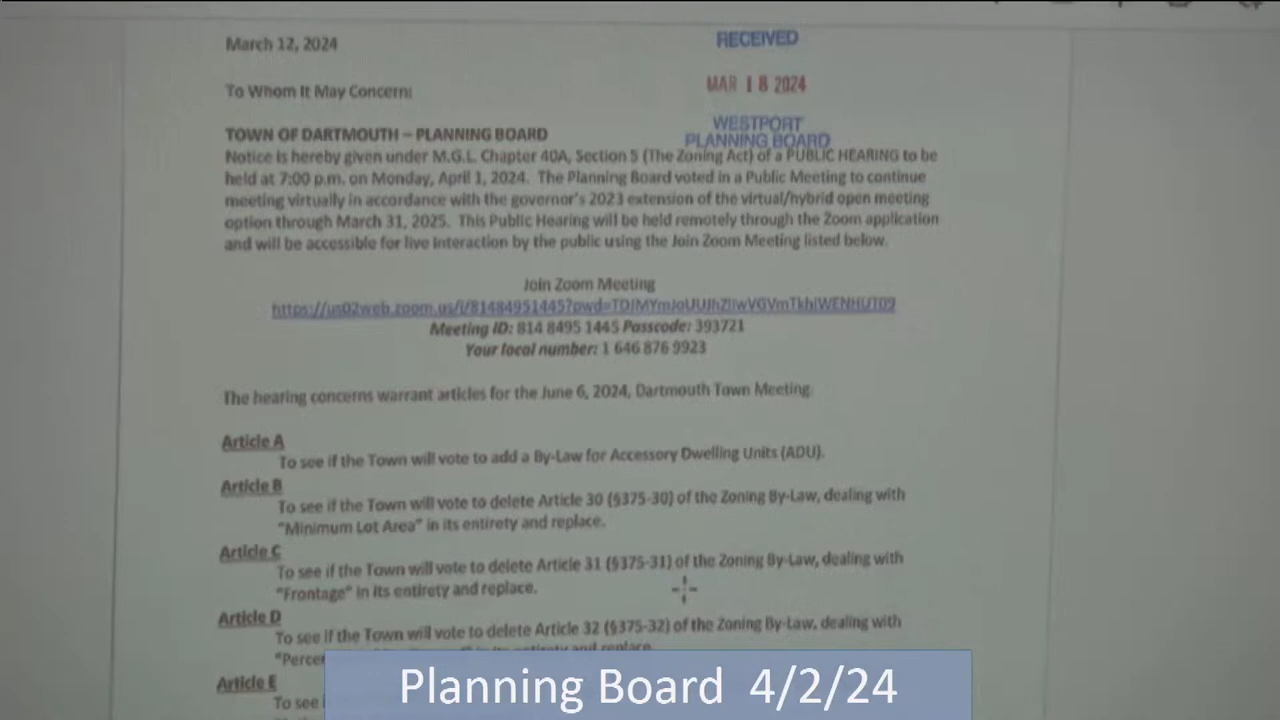 March 12, 2024
RECEIVED
MAR 18 2024
WESTPORT
PLANNING BOARD
To Whom It May Concern:
TOWN OF DARTMOUTH – PLANNING BOARD
Notice is hereby given under M.G.L. Chapter 40A, Section 5 (The Zoning Act) of a PUBLIC HEARING to be
held at 7:00 p.m. on Monday, April 1, 2024. The Planning Board voted in a Public Meeting to continue
meeting virtually in accordance with the governor's 2023 extension of the virtual/hybrid open meeting
option through March 31, 2025. This Public Hearing will be held remotely through the Zoom application
and will be accessible for live interaction by the public using the Join Zoom Meeting listed below.
Join Zoom Meeting
Meeting ID: 814 8495 1445 Passcode: 393721
Your local number: 1 646 876 9923
The hearing concerns warrant articles for the June 6, 2024, Dartmouth Town Meeting.
Article A
To see if the Town will vote to add a By-Law for Accessory Dwelling Units (ADU).
Article B
To see if the Town will vote to delete Article 30 (§375-30) of the Zoning By-Law, dealing with
"Minimum Lot Area" in its entirety and replace.
Article C
To see if the Town will vote to delete Article 31 (§375-31) of the Zoning By-Law, dealing with
"Frontage" in its entirety and replace.
Article D
To see if the Town will vote to delete Article 32 (§375-32) of the Zoning By-Law, dealing with
Article E
To see
Planning Board 4/2/24